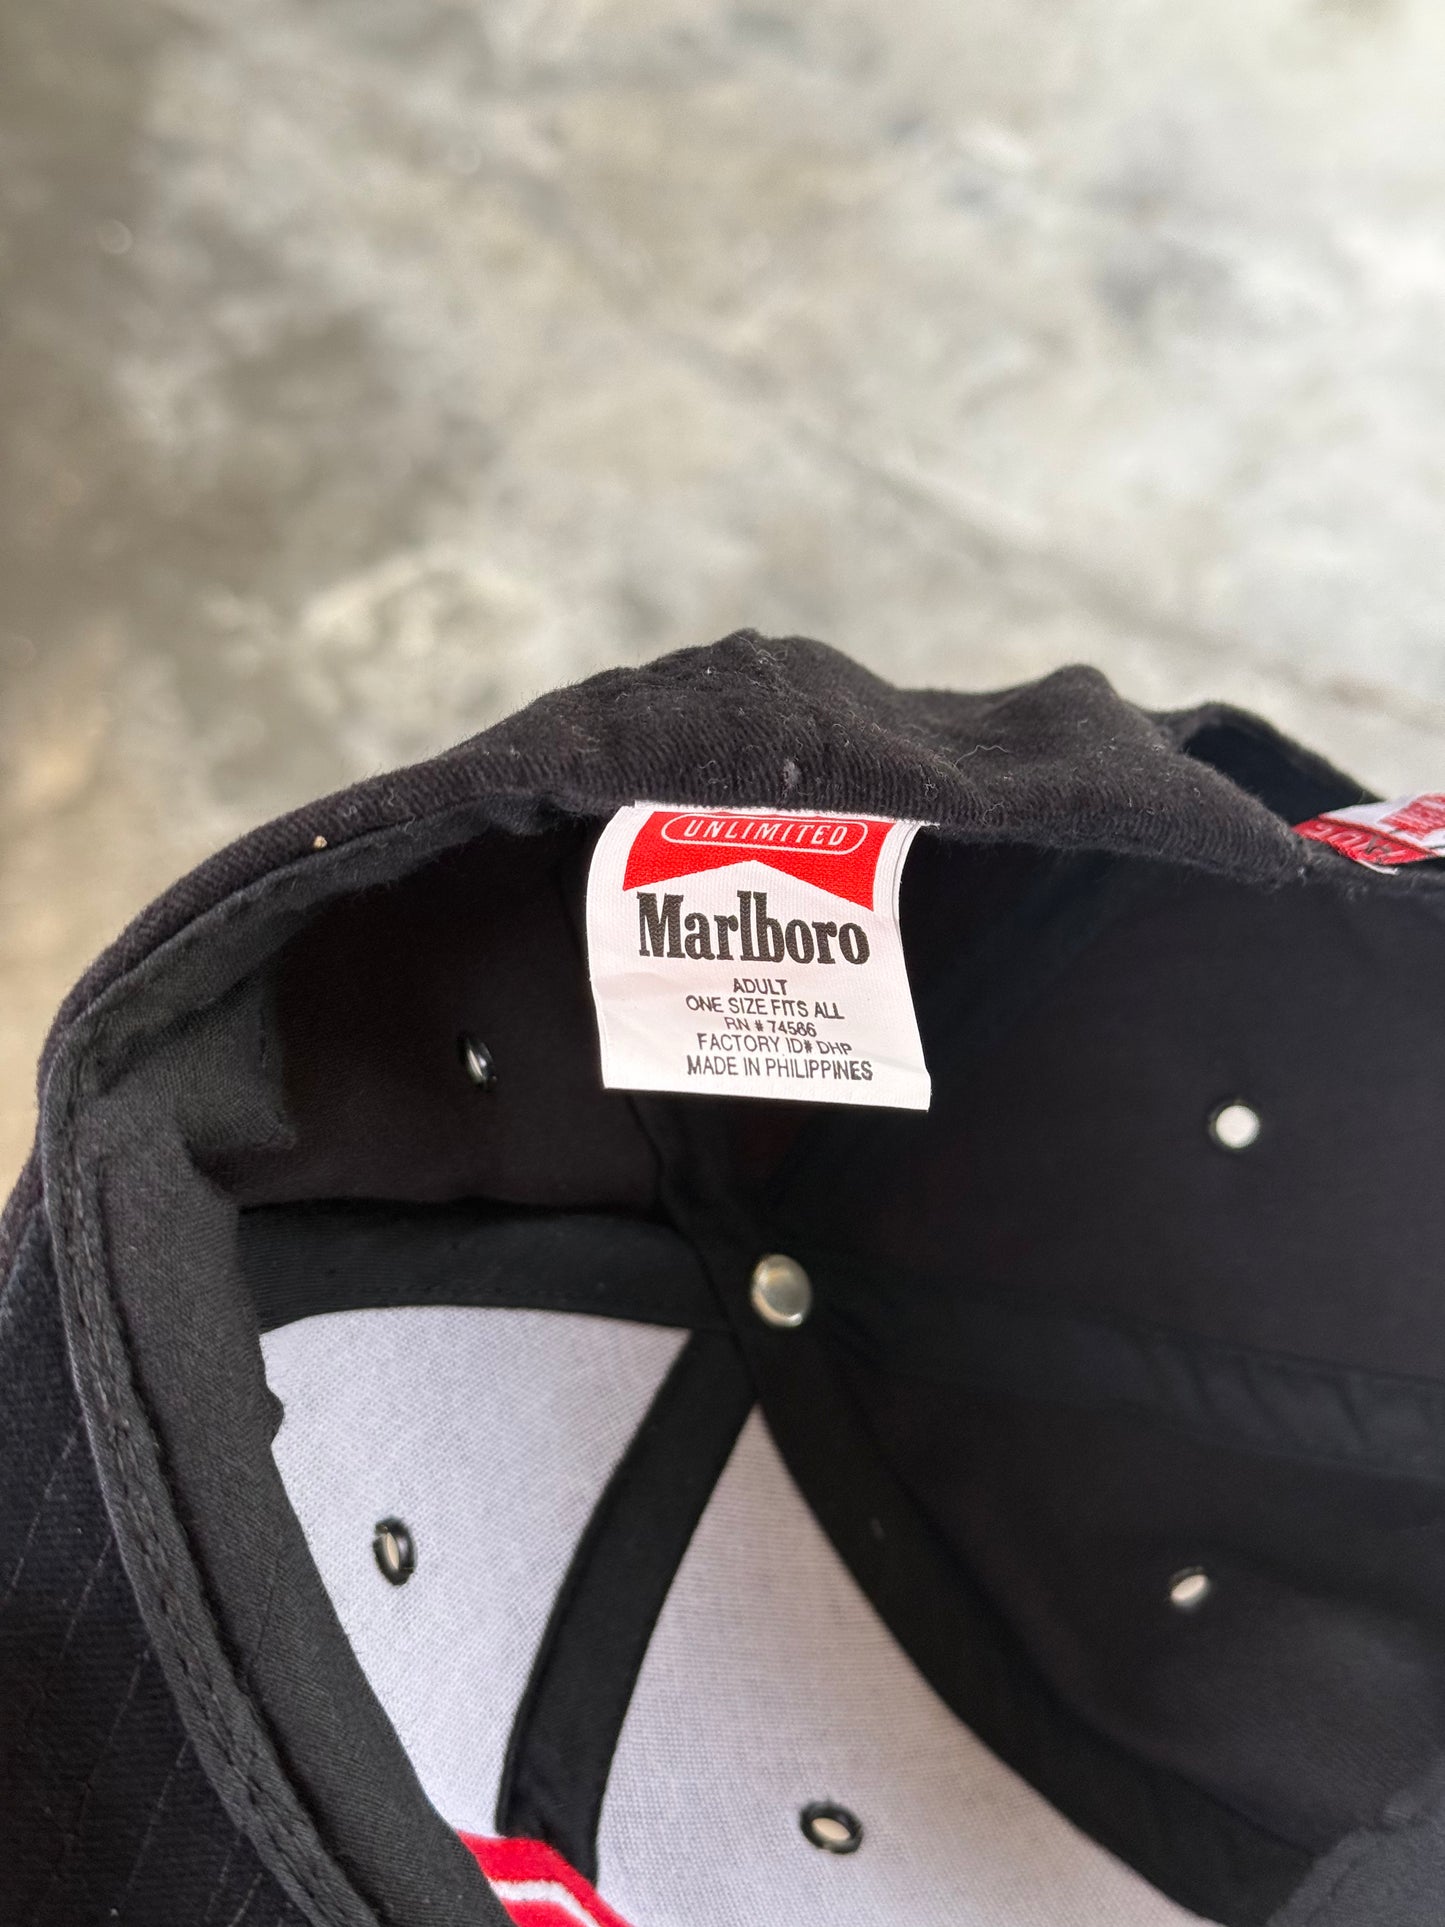 UNLIMITED
Marlboro
ADULT
ONE SIZE FITS ALL
RN # 74566
FACTORY ID# DHP
MADE IN PHILIPPINES